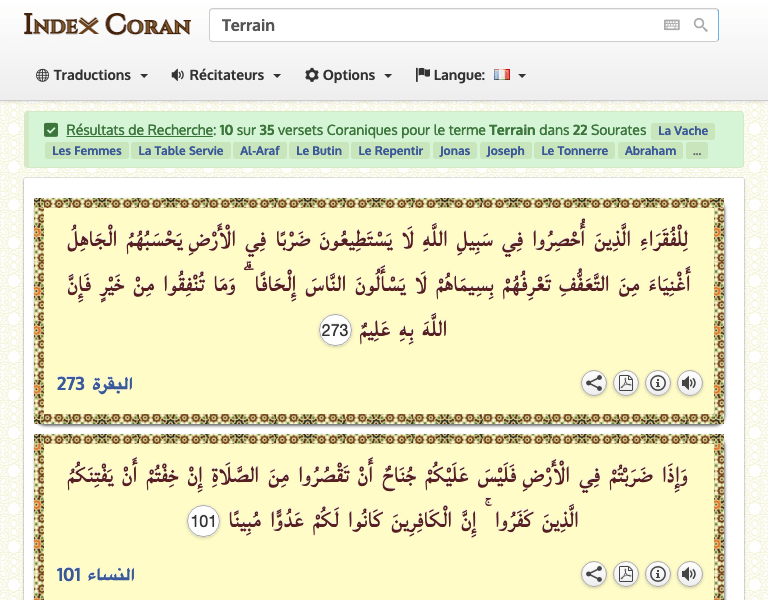 Index Coran
Terrain
Traductions
Récitateurs
Options
Langue:
Résultats de Recherche: 10 sur 35 versets Coraniques pour le terme Terrain dans 22 Sourates La Vache
Les Femmes La Table Servie Al-Araf Le Butin Le Repentir Jonas Joseph Le Tonnerre Abraham ...
لِلْفُقَرَاءِ الَّذِينَ أُحْصِرُوا فِي سَبِيلِ اللَّهِ لَا يَسْتَطِيعُونَ ضَرْبًا فِي الْأَرْضِ يَحْسَبُهُمُ الْجَاهِلُ
أَغْنِيَاءَ مِنَ التَّعَفُّفِ تَعْرِفُهُمْ بِسِيمَاهُمْ لَا يَسْأَلُونَ النَّاسَ إِلْحَافًا ۗ وَمَا تُنْفِقُوا مِنْ خَيْرٍ فَإِنَّ
اللَّهَ بِهِ عَلِيمٌ 273
البقرة 273
وَإِذَا ضَرَبْتُمْ فِي الْأَرْضِ فَلَيْسَ عَلَيْكُمْ جُنَاحٌ أَنْ تَقْصُرُوا مِنَ الصَّلَاةِ إِنْ خِفْتُمْ أَنْ يَفْتِنَكُمُ
الَّذِينَ كَفَرُوا ۚ إِنَّ الْكَافِرِينَ كَانُوا لَكُمْ عَدُوًّا مُبِينًا 101
النساء 101